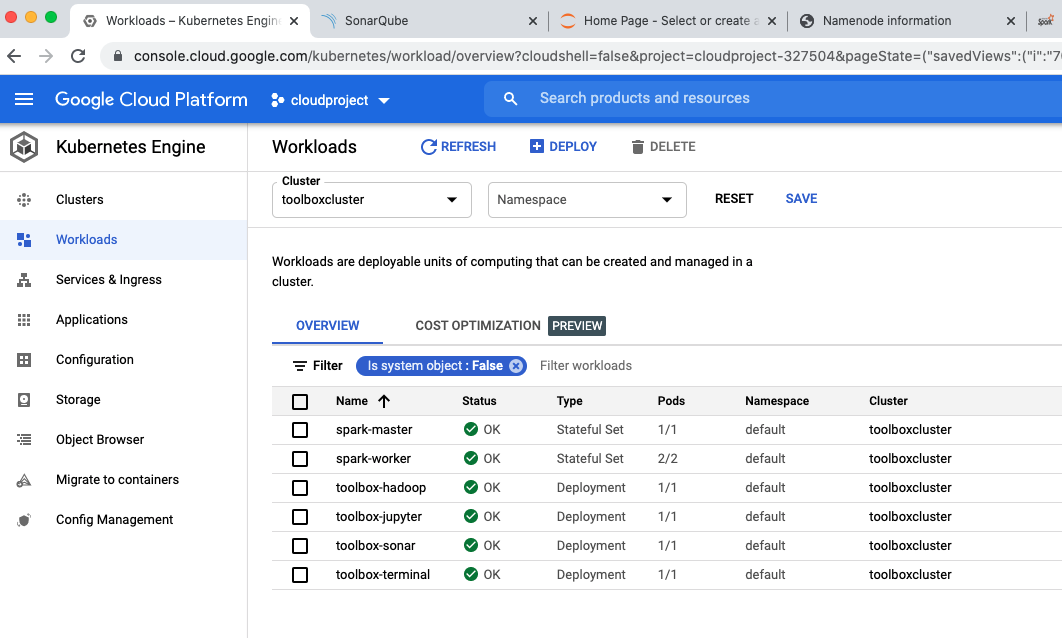 Workloads – Kubernetes Engin
SonarQube
Home Page - Select or create a
Namenode information
console.cloud.google.com/kubernetes/workload/overview?cloudshell=false&project=cloudproject-327504&pageState=("savedViews":("i":"7
Google Cloud Platform
cloudproject
Search products and resources
Kubernetes Engine
Workloads
REFRESH
DEPLOY
DELETE
Clusters
Workloads
Services & Ingress
Applications
Configuration
Storage
Object Browser
Migrate to containers
Config Management
Cluster
toolboxcluster
Namespace
RESET
SAVE
Workloads are deployable units of computing that can be created and managed in a
cluster.
OVERVIEW
COST OPTIMIZATION PREVIEW
Filter
Is system object : False
Filter workloads
Name Status Type Pods Namespace Cluster
spark-master OK Stateful Set 1/1 default toolboxcluster
spark-worker OK Stateful Set 2/2 default toolboxcluster
toolbox-hadoop OK Deployment 1/1 default toolboxcluster
toolbox-jupyter OK Deployment 1/1 default toolboxcluster
toolbox-sonar OK Deployment 1/1 default toolboxcluster
toolbox-terminal OK Deployment 1/1 default toolboxcluster